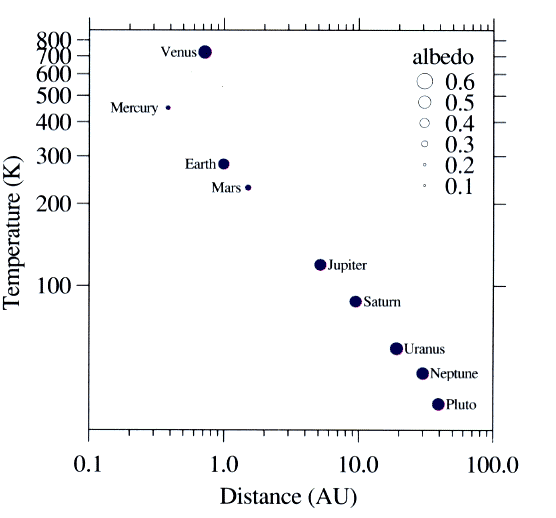 800
700
600
500
400
300
200
100
Temperature (K)
Venus
Mercury
Earth
Mars
Jupiter
Saturn
Uranus
Neptune
Pluto
albedo
0.6
0.5
0.4
0.3
0.2
0.1
0.1 1.0 10.0 100.0
Distance (AU)